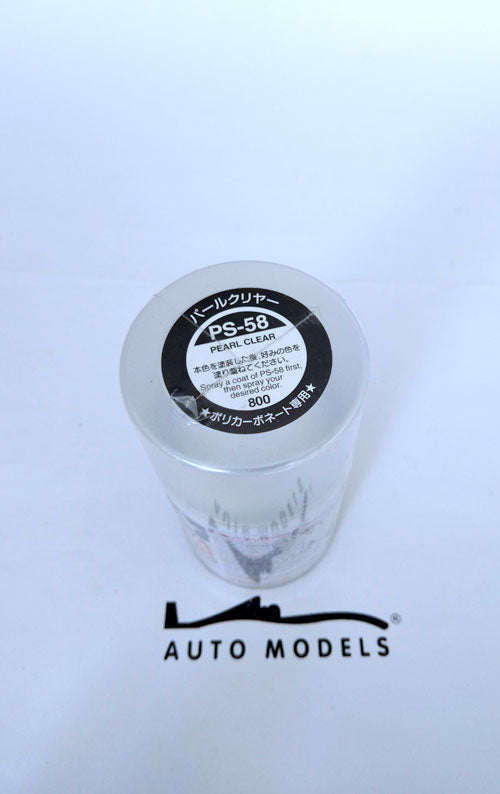 パールクリヤー
PS-58
PEARL CLEAR
本色を塗装した後、好みの色を
塗り重ねてください。
Spray a coat of PS-58 first,
then spray your
desired color.
800
★ポリカーボネート専用★
AUTO MODELS
®